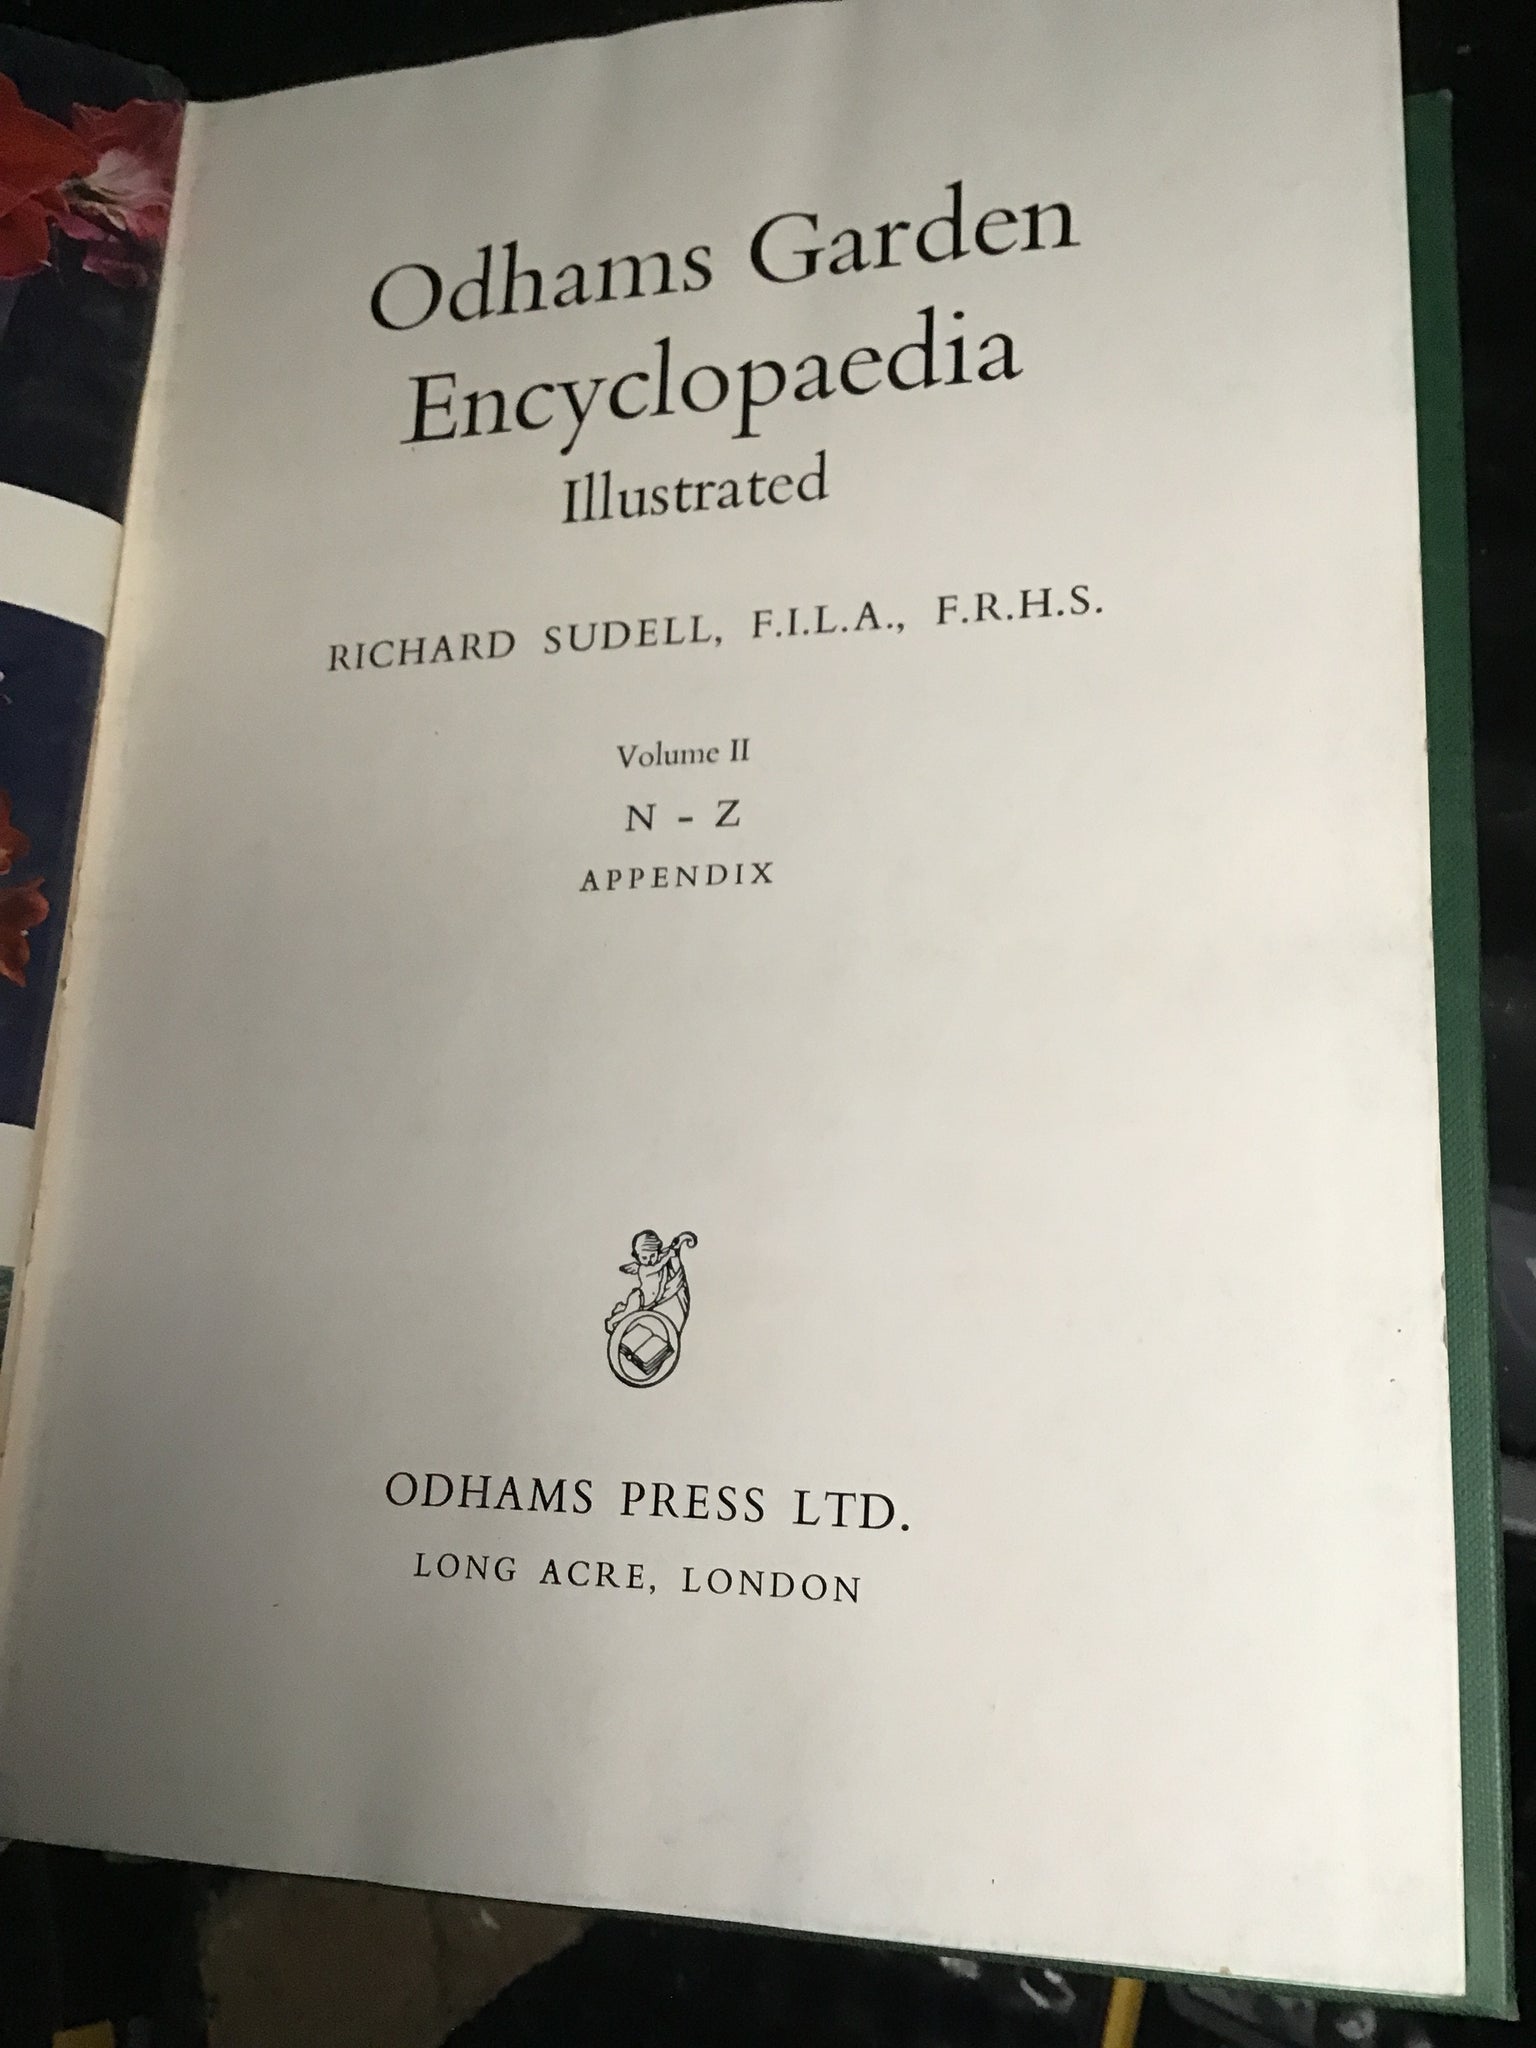 Odhams Garden
Encyclopaedia
Illustrated
RICHARD SUDELL, F.I.L.A., F.R.H.S.
Volume II
N - Z
APPENDIX
ODHAMS PRESS LTD.
LONG ACRE, LONDON